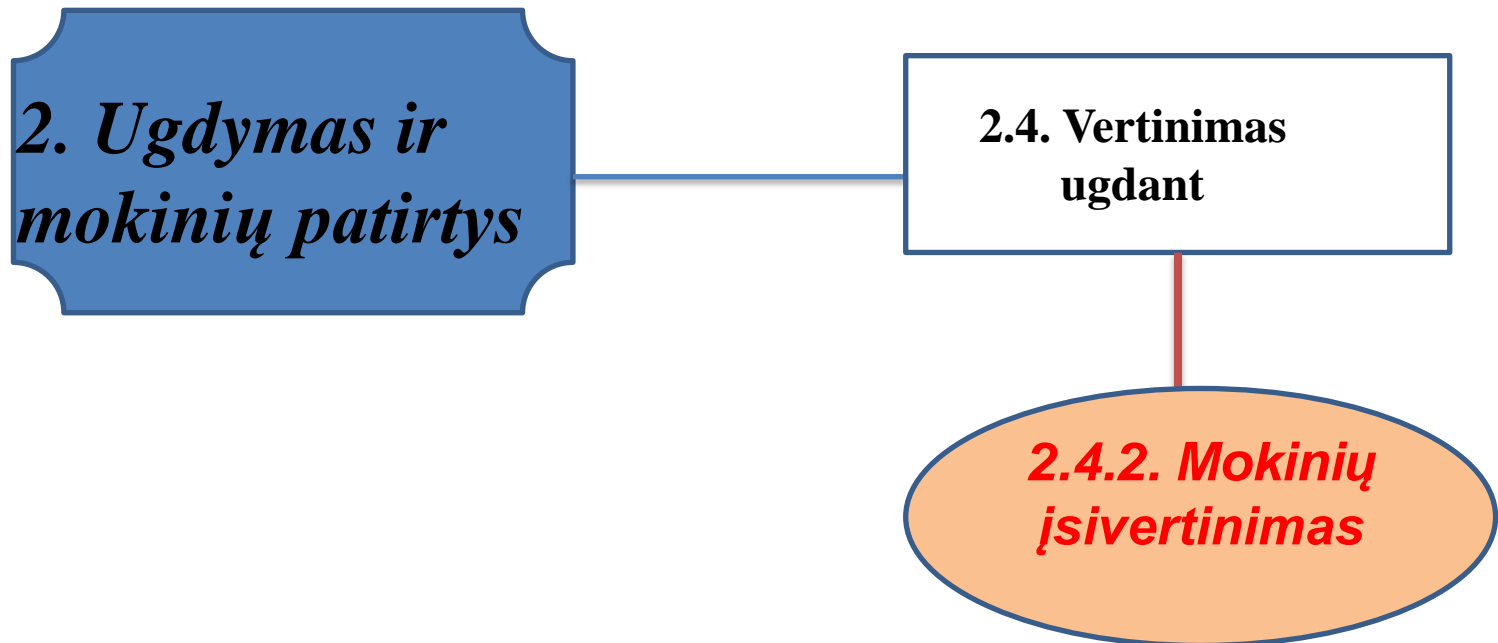 2. Ugdymas ir
mokinių patirtys
2.4. Vertinimas
ugdant
2.4.2. Mokinių
įsivertinimas